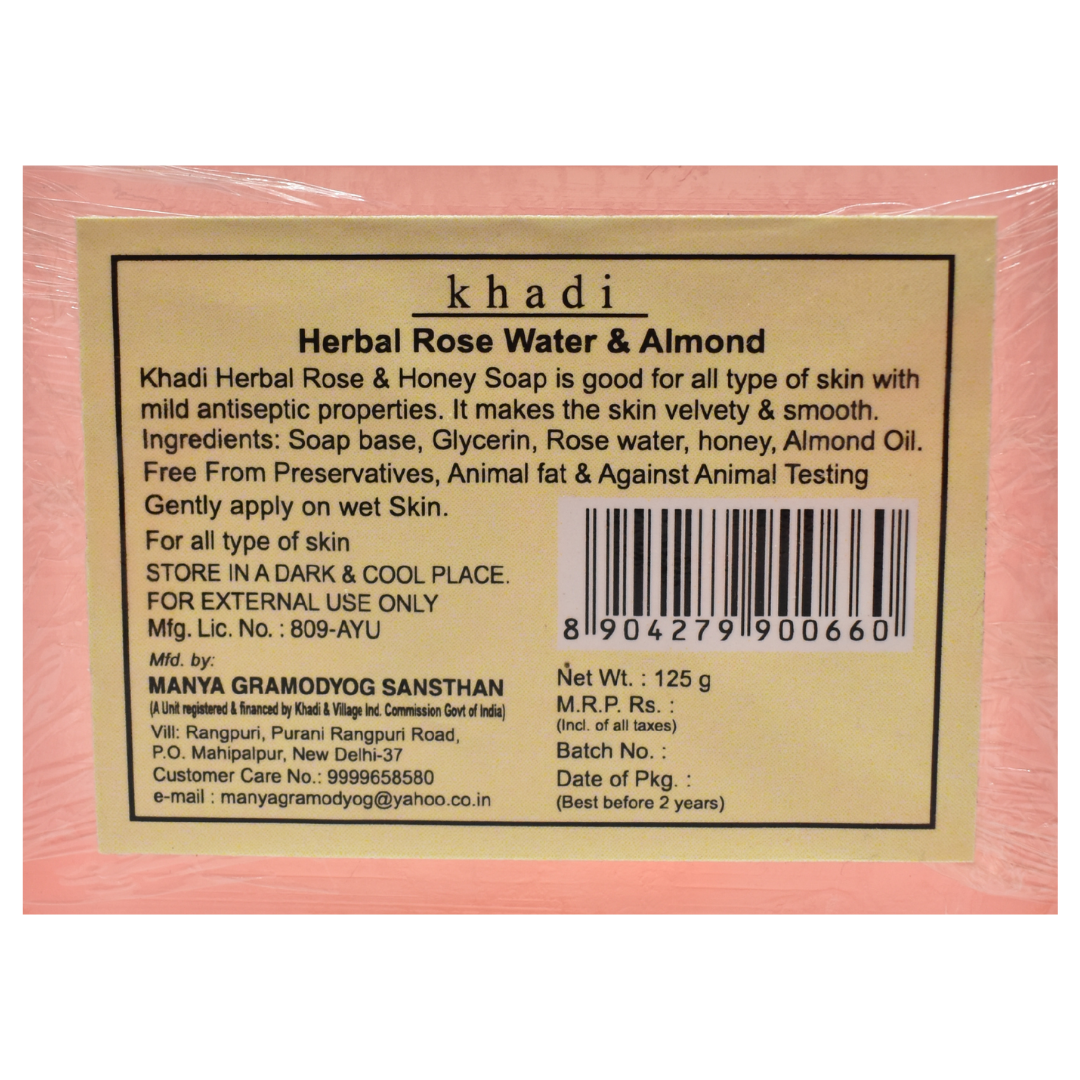 khadi
Herbal Rose Water & Almond
Khadi Herbal Rose & Honey Soap is good for all type of skin with
mild antiseptic properties. It makes the skin velvety & smooth.
Ingredients: Soap base, Glycerin, Rose water, honey, Almond Oil.
Free From Preservatives, Animal fat & Against Animal Testing
Gently apply on wet Skin.
For all type of skin
STORE IN A DARK & COOL PLACE.
FOR EXTERNAL USE ONLY
Mfg. Lic. No. : 809-AYU
Mfd. by:
MANYA GRAMODYOG SANSTHAN
(A Unit registered & financed by Khadi & Village Ind. Commission Govt of India)
Vill: Rangpuri, Purani Rangpuri Road,
P.O. Mahipalpur, New Delhi-37
Customer Care No.: 9999658580
e-mail : manyagramodyog@yahoo.co.in
8 904279 900660
Net Wt. : 125 g
M.R.P. Rs. :
(Incl. of all taxes)
Batch No. :
Date of Pkg. :
(Best before 2 years)